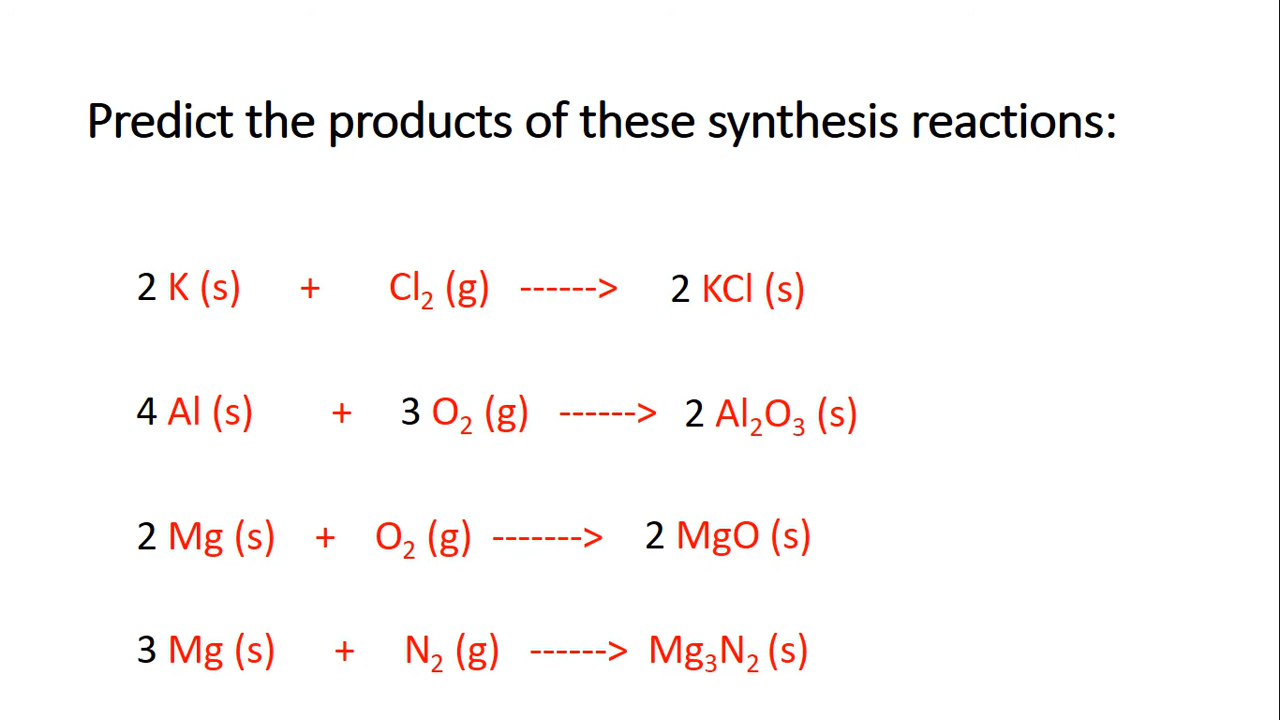 Predict the products of these synthesis reactions:
2 K (s) + Cl₂ (g) ------> 2 KCl (s)
4 Al (s) + 3 O₂ (g) ------> 2 Al₂O₃ (s)
2 Mg (s) + O₂ (g) -------> 2 MgO (s)
3 Mg (s) + N₂ (g) ------> Mg₃N₂ (s)